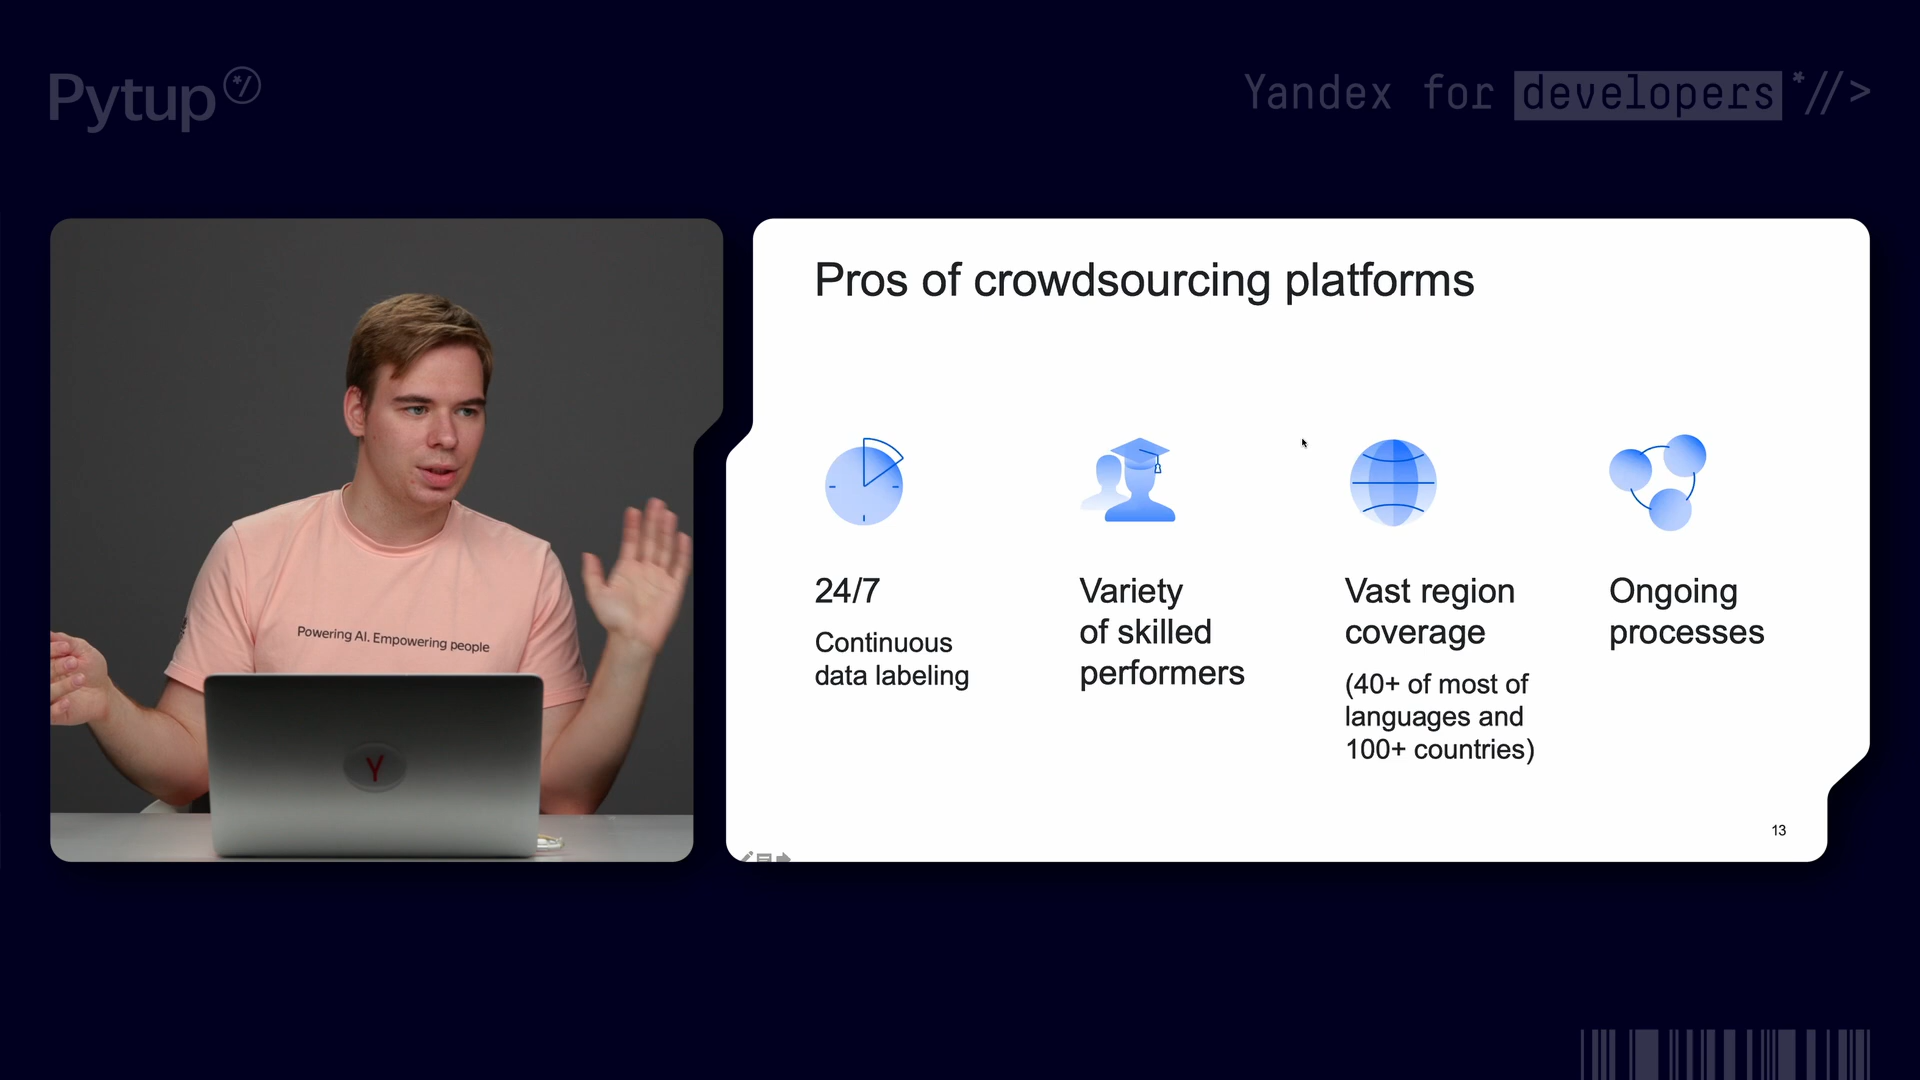 Pytup */
Yandex for developers *//>
Pros of crowdsourcing platforms
24/7
Continuous
data labeling
Variety
of skilled
performers
Vast region
coverage
(40+ of most of
languages and
100+ countries)
Ongoing
processes
13
Powering AI. Empowering people
Y